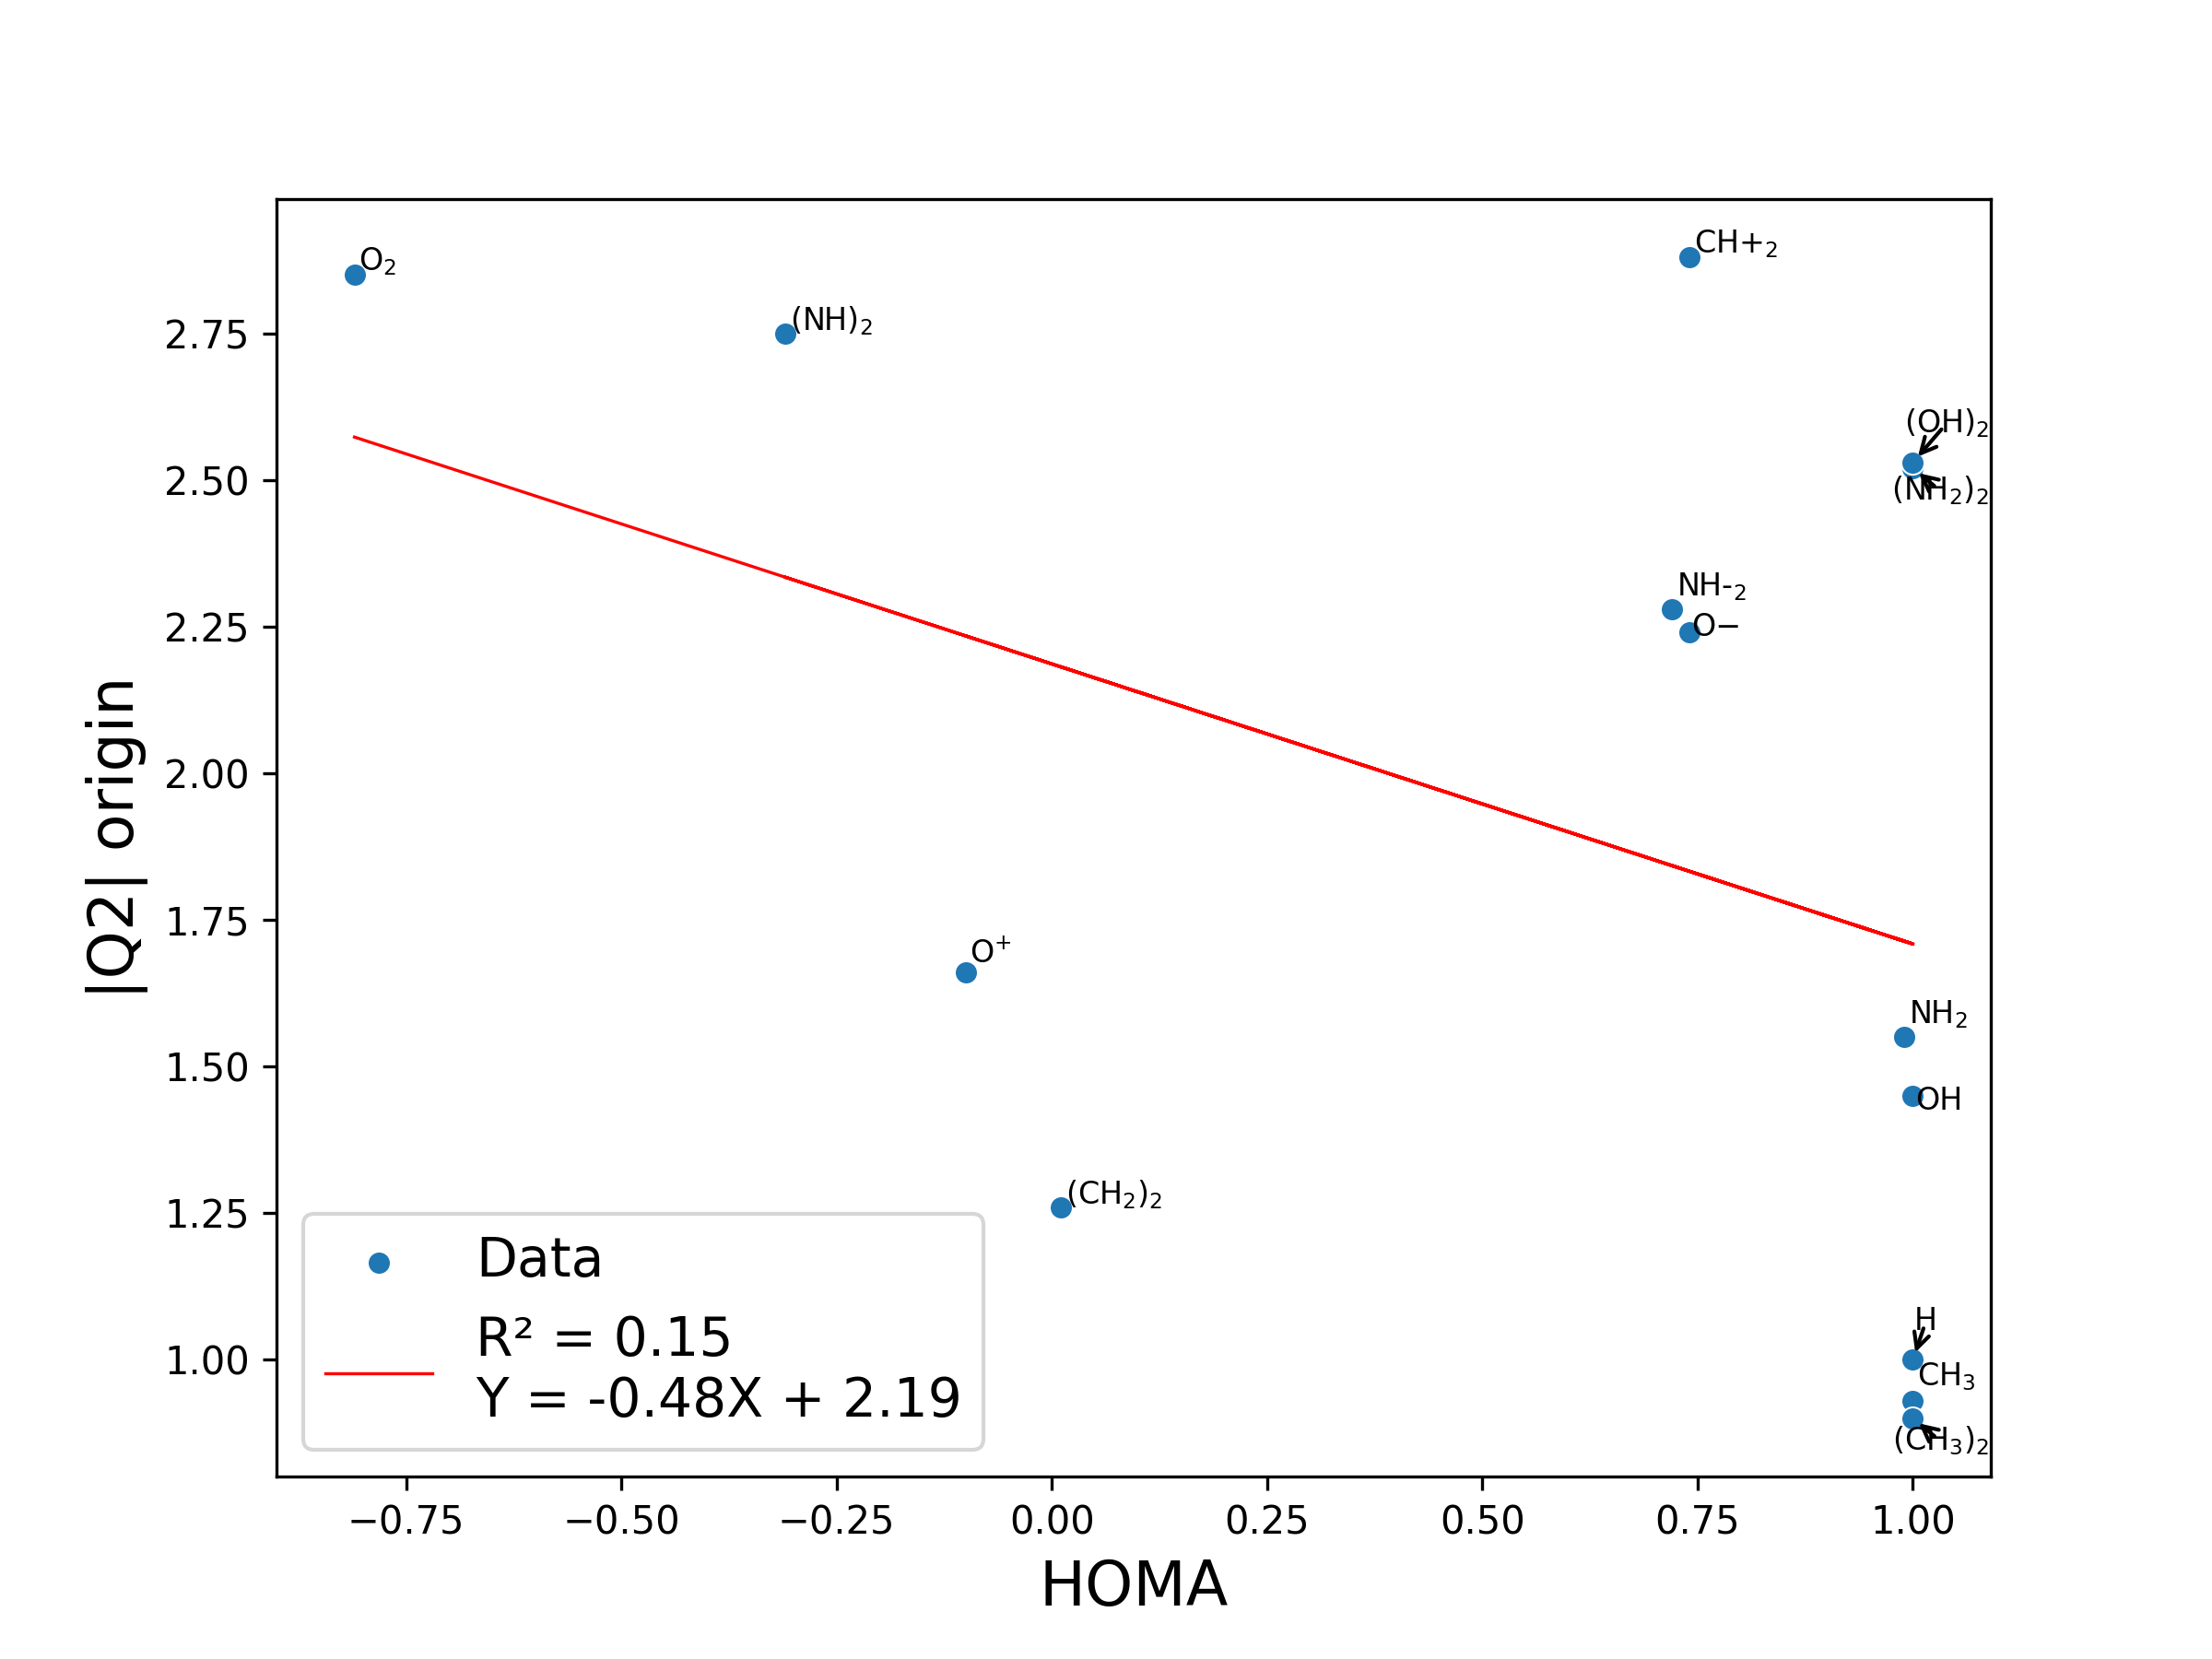 O₂
CH+₂
(NH)₂
2.75
(OH)₂
2.50
(NH₂)₂
NH-₂
2.25
O−
2.00
|Q2| origin
1.75
O⁺
NH₂
1.50
OH
1.25
(CH₂)₂
Data
H
R² = 0.15
1.00
CH₃
Y = -0.48X + 2.19
(CH₃)₂
−0.75 −0.50 −0.25 0.00 0.25 0.50 0.75 1.00
HOMA